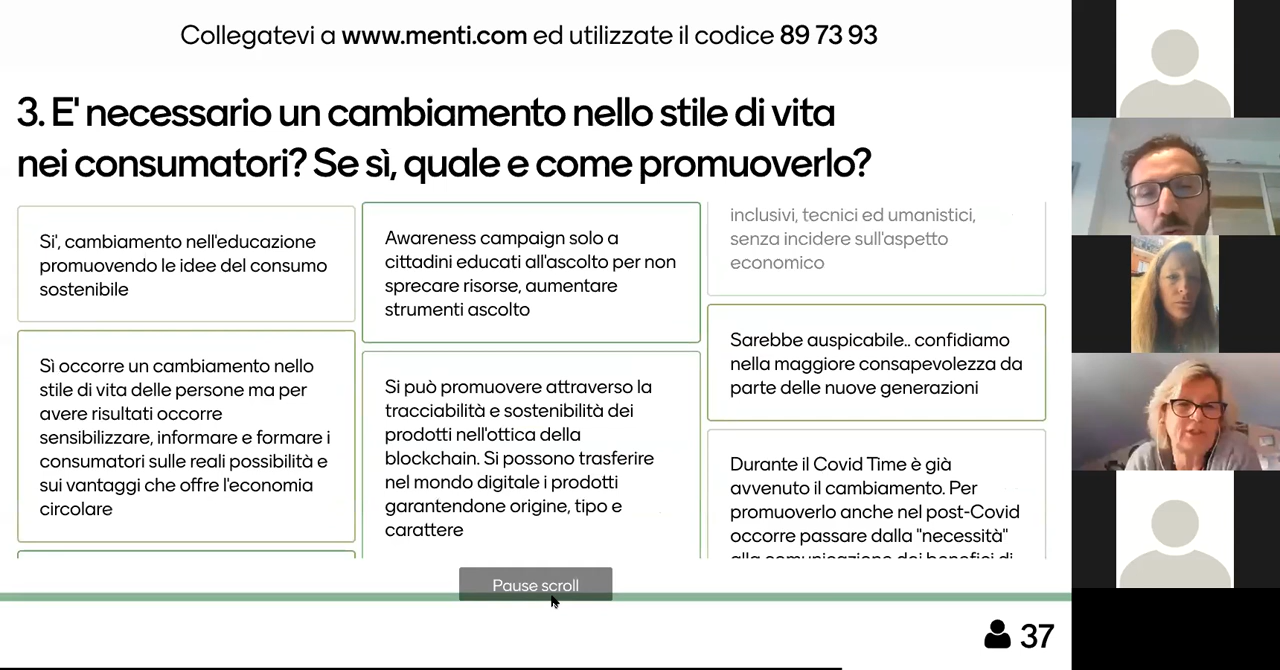 Collegatevi a www.menti.com ed utilizzate il codice 89 73 93
3. E' necessario un cambiamento nello stile di vita
nei consumatori? Se sì, quale e come promuoverlo?
Si', cambiamento nell'educazione
promuovendo le idee del consumo
sostenibile
Sì occorre un cambiamento nello
stile di vita delle persone ma per
avere risultati occorre
sensibilizzare, informare e formare i
consumatori sulle reali possibilità e
sui vantaggi che offre l'economia
circolare
Awareness campaign solo a
cittadini educati all'ascolto per non
sprecare risorse, aumentare
strumenti ascolto
Si può promuovere attraverso la
tracciabilità e sostenibilità dei
prodotti nell'ottica della
blockchain. Si possono trasferire
nel mondo digitale i prodotti
garantendone origine, tipo e
carattere
inclusivi, tecnici ed umanistici,
senza incidere sull'aspetto
economico
Sarebbe auspicabile.. confidiamo
nella maggiore consapevolezza da
parte delle nuove generazioni
Durante il Covid Time è già
avvenuto il cambiamento. Per
promuoverlo anche nel post-Covid
occorre passare dalla "necessità"
alla comunicazione dei benefici di
Pause scroll
37